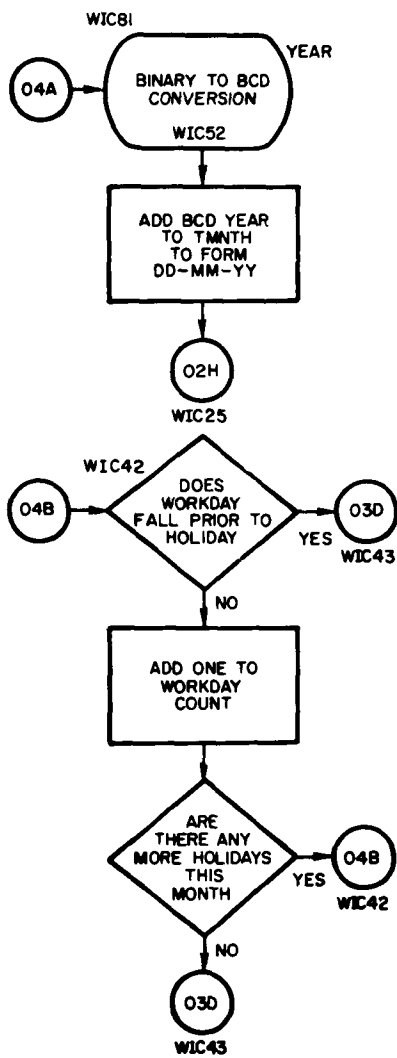 WIC81
YEAR
04A
BINARY TO BCD
CONVERSION
WIC52
ADD BCD YEAR
TO TMNTH
TO FORM
DD-MM-YY
02H
WIC25
WIC42
04B
DOES
WORKDAY
FALL PRIOR TO
HOLIDAY
YES
03D
WIC43
NO
ADD ONE TO
WORKDAY
COUNT
ARE
THERE ANY
MORE HOLIDAYS
THIS
MONTH
YES
04B
WIC42
NO
03D
WIC43